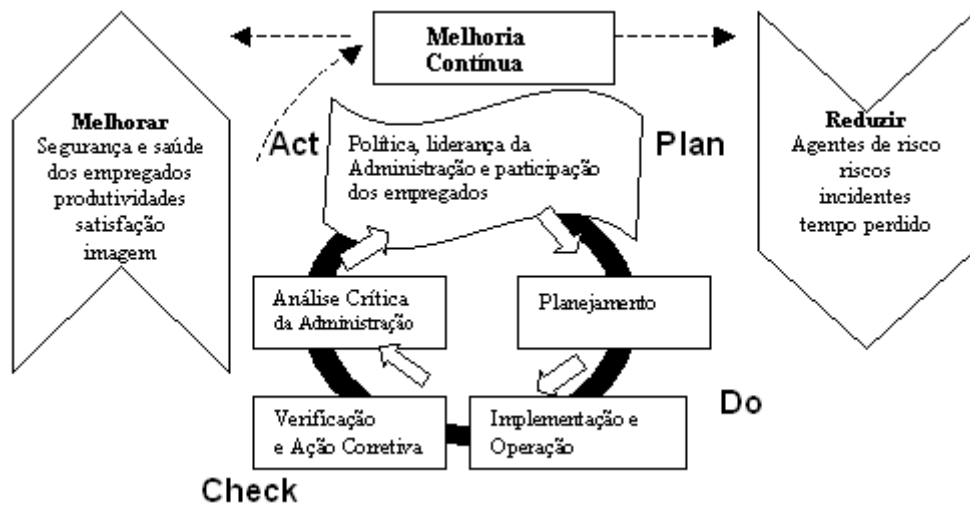 Melhoria
Contínua
Melhorar
Segurança e saúde
dos empregados
produtividades
satisfação
imagem
Act
Política, liderança da
Administração e participação
dos empregados
Plan
Reduzir
Agentes de risco
riscos
incidentes
tempo perdido
Análise Crítica
da Administração
Planejamento
Do
Verificação
e Ação Corretiva
Implementação e
Operação
Check